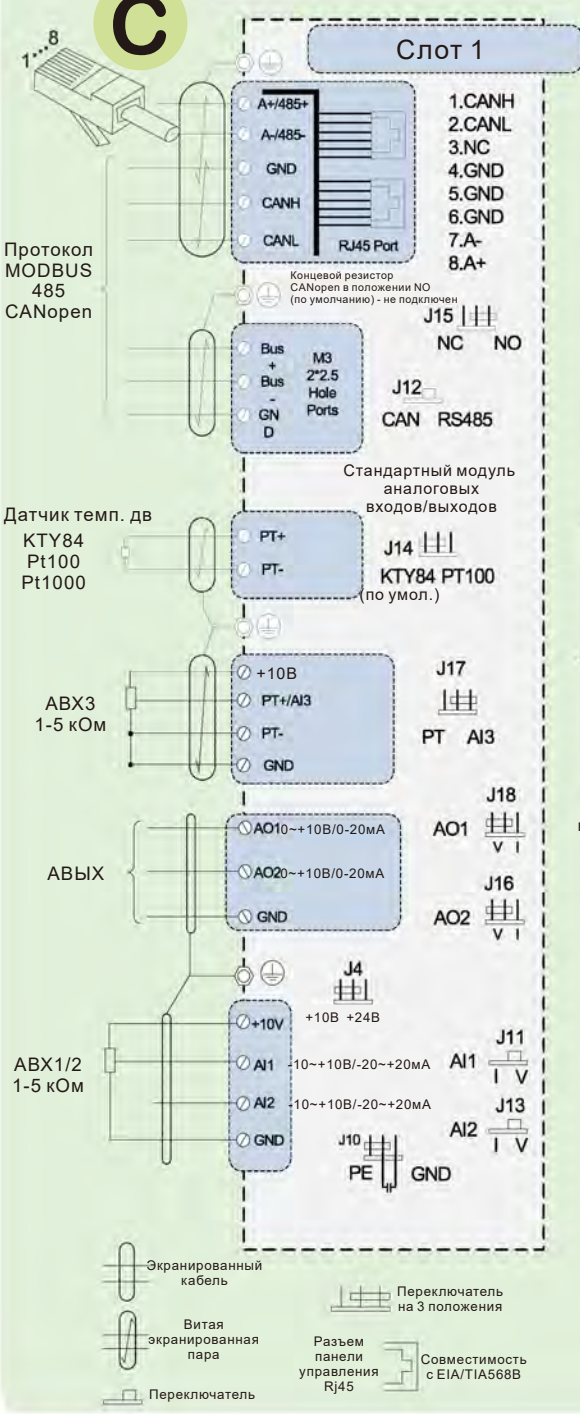 C
Слот 1
1...8
A+/485+
A-/485-
GND
CANH
CANL
RJ45 Port
1.CANH
2.CANL
3.NC
4.GND
5.GND
6.GND
7.A-
8.A+
Протокол
MODBUS
485
CANopen
Концевой резистор
CANopen в положении NO
(по умолчанию) - не подключен
J15
NC NO
Bus
+
Bus
-
GN
D
M3
2*2.5
Hole
Ports
J12
CAN RS485
Стандартный модуль
аналоговых
входов/выходов
Датчик темп. дв
KTY84
Pt100
Pt1000
PT+
PT-
J14
KTY84 PT100
(по умол.)
АВХ3
1-5 кОм
+10В
PT+/AI3
PT-
GND
J17
PT AI3
АВЫХ
AO1 0~+10В/0-20мА
AO2 0~+10В/0-20мА
GND
J18
AO1
V I
J16
AO2
V I
J4
+10В +24В
АВХ1/2
1-5 кОм
+10V
AI1 -10~+10В/-20~+20мА
AI2 -10~+10В/-20~+20мА
GND
J11
AI1
I V
J13
AI2
I V
J10
PE GND
Экранированный
кабель
Витая
экранированная
пара
Переключатель
Переключатель
на 3 положения
Разъем
панели
управления
Rj45
Совместимость
с EIA/TIA568B